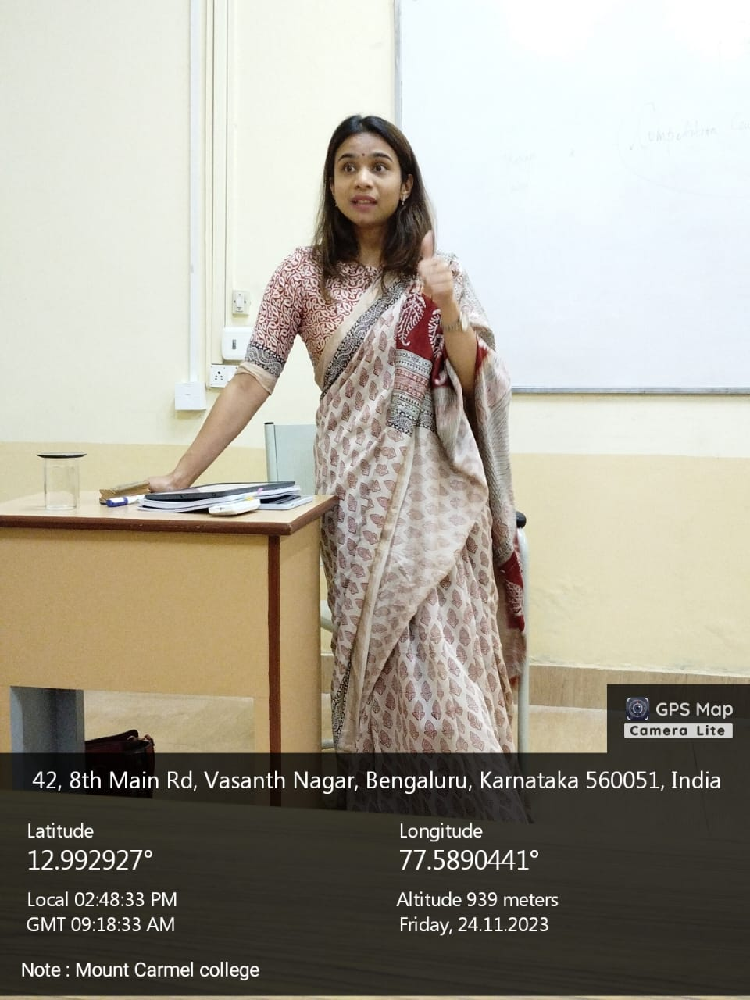 Competition
GPS Map
Camera Lite
42, 8th Main Rd, Vasanth Nagar, Bengaluru, Karnataka 560051, India
Latitude
12.992927°
Longitude
77.5890441°
Local 02:48:33 PM
GMT 09:18:33 AM
Altitude 939 meters
Friday, 24.11.2023
Note : Mount Carmel college